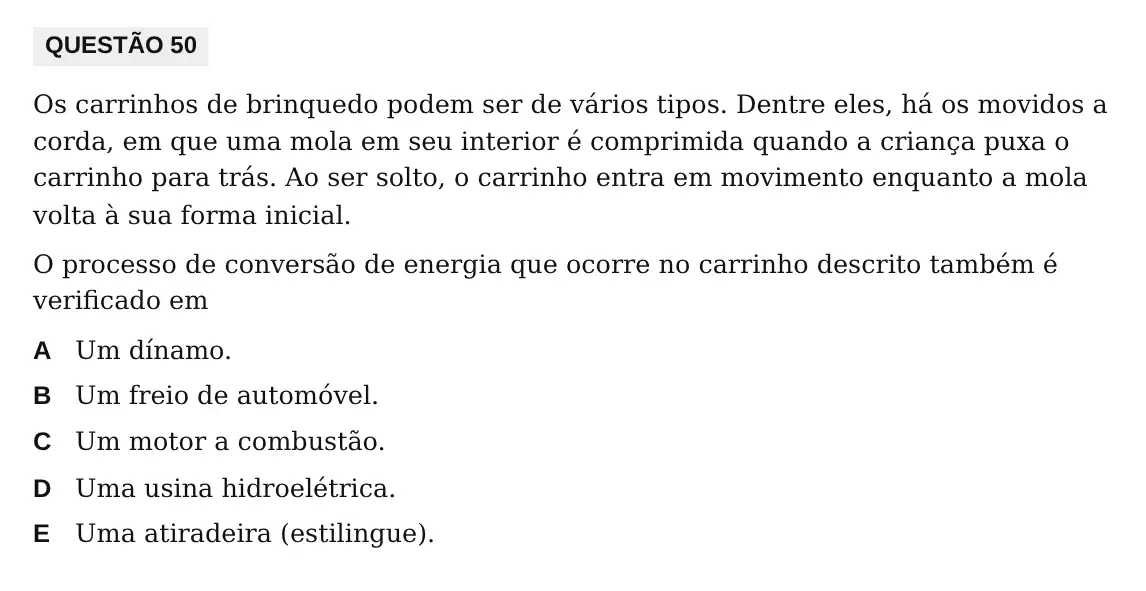 QUESTÃO 50
Os carrinhos de brinquedo podem ser de vários tipos. Dentre eles, há os movidos a
corda, em que uma mola em seu interior é comprimida quando a criança puxa o
carrinho para trás. Ao ser solto, o carrinho entra em movimento enquanto a mola
volta à sua forma inicial.
O processo de conversão de energia que ocorre no carrinho descrito também é
verificado em
A Um dínamo.
B Um freio de automóvel.
C Um motor a combustão.
D Uma usina hidroelétrica.
E Uma atiradeira (estilingue).